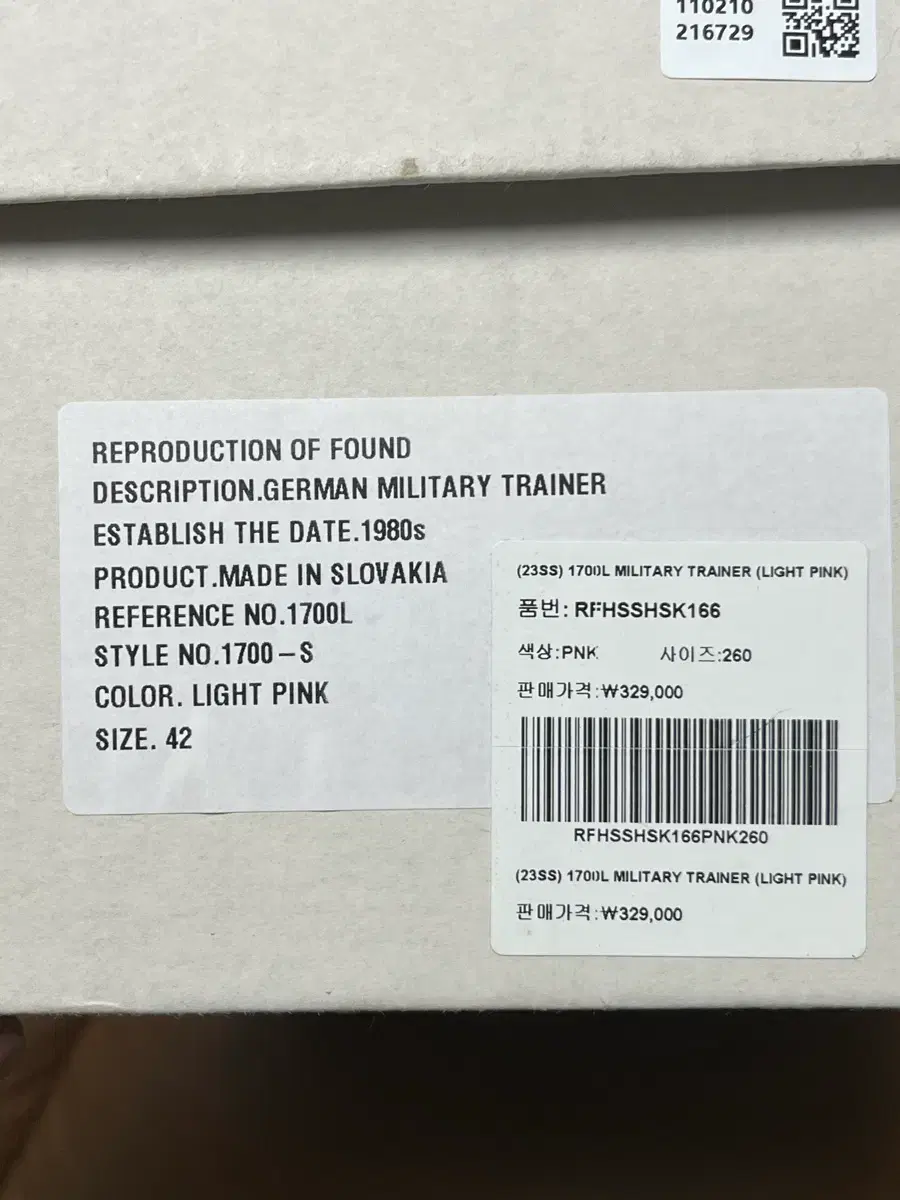 110210
216729
REPRODUCTION OF FOUND
DESCRIPTION.GERMAN MILITARY TRAINER
ESTABLISH THE DATE.1980s
PRODUCT.MADE IN SLOVAKIA
REFERENCE NO.1700L
STYLE NO.1700-S
COLOR. LIGHT PINK
SIZE. 42
(23SS) 1700L MILITARY TRAINER (LIGHT PINK)
품번: RFHSSHSK166
색상:PNK 사이즈:260
판매가격:₩329,000
RFHSSHSK166PNK260
(23SS) 1700L MILITARY TRAINER (LIGHT PINK)
판매가격:₩329,000